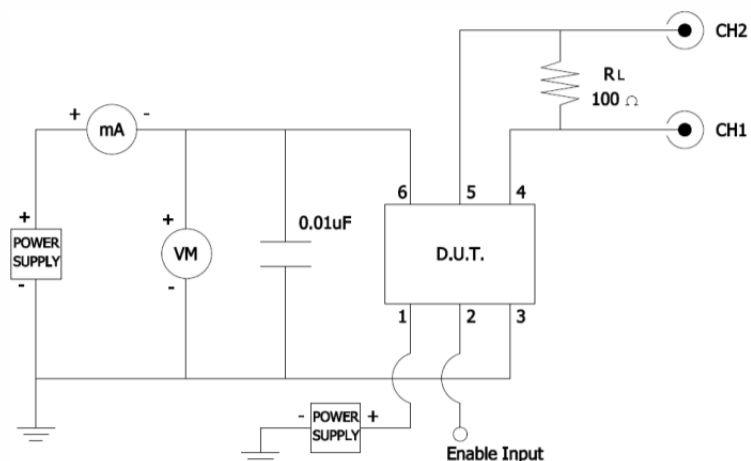 CH2
RL
100 Ω
CH1
+ mA -
6 5 4
+
POWER
SUPPLY
-
+
VM
-
0.01uF
D.U.T.
1 2 3
- POWER
SUPPLY +
Enable Input